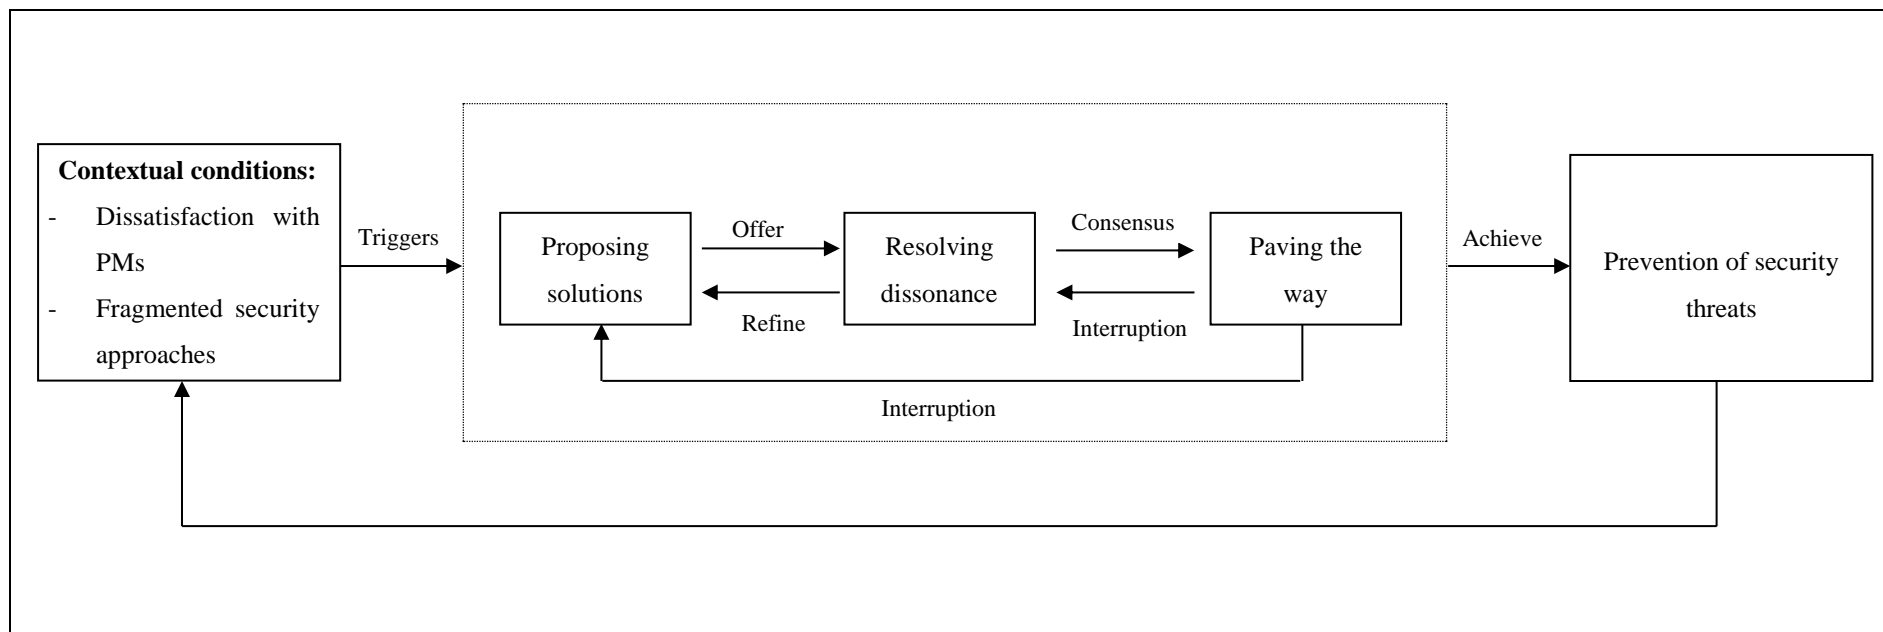 Contextual conditions:
- Dissatisfaction with
PMs
- Fragmented security
approaches
Triggers
Proposing
solutions
Offer
Refine
Resolving
dissonance
Consensus
Interruption
Paving the
way
Interruption
Achieve
Prevention of security
threats